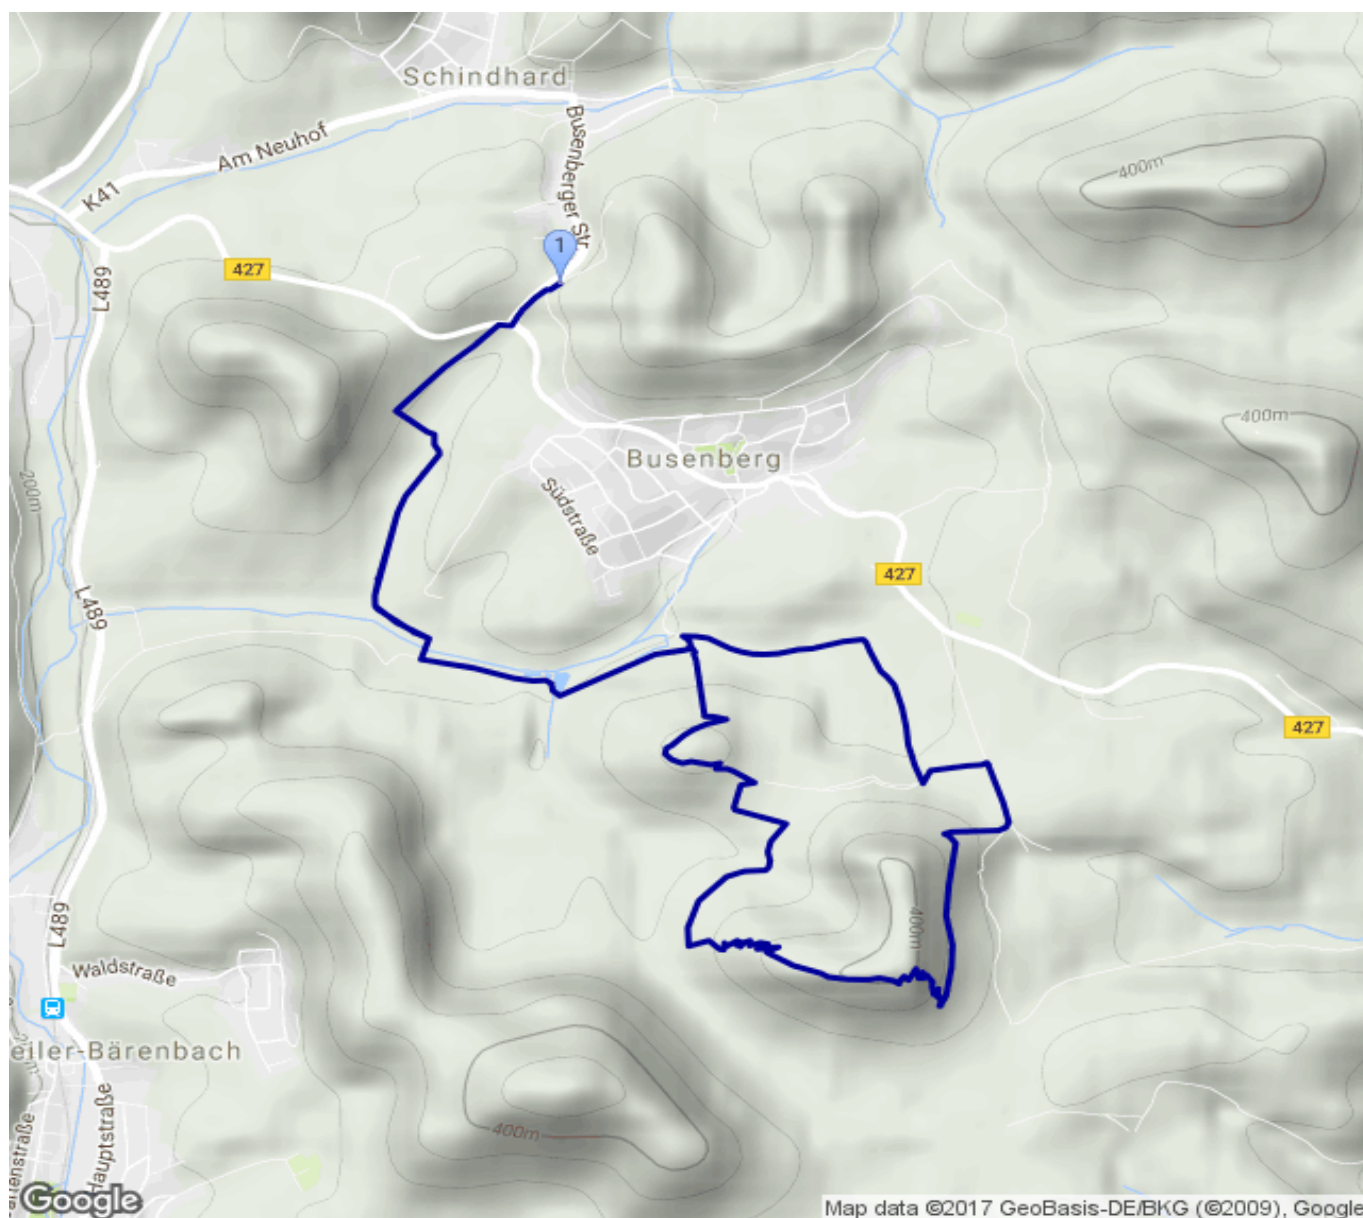 Schindhard
Busenberger Str.
Am Neuhof
K41
400m
1
427
L489
400m
Busenberg
200m
Südstraße
427
L489
427
400m
L489
Waldstraße
eiler-Bärenbach
Hauptstraße
400m
Google
Map data ©2017 GeoBasis-DE/BKG (©2009), Google